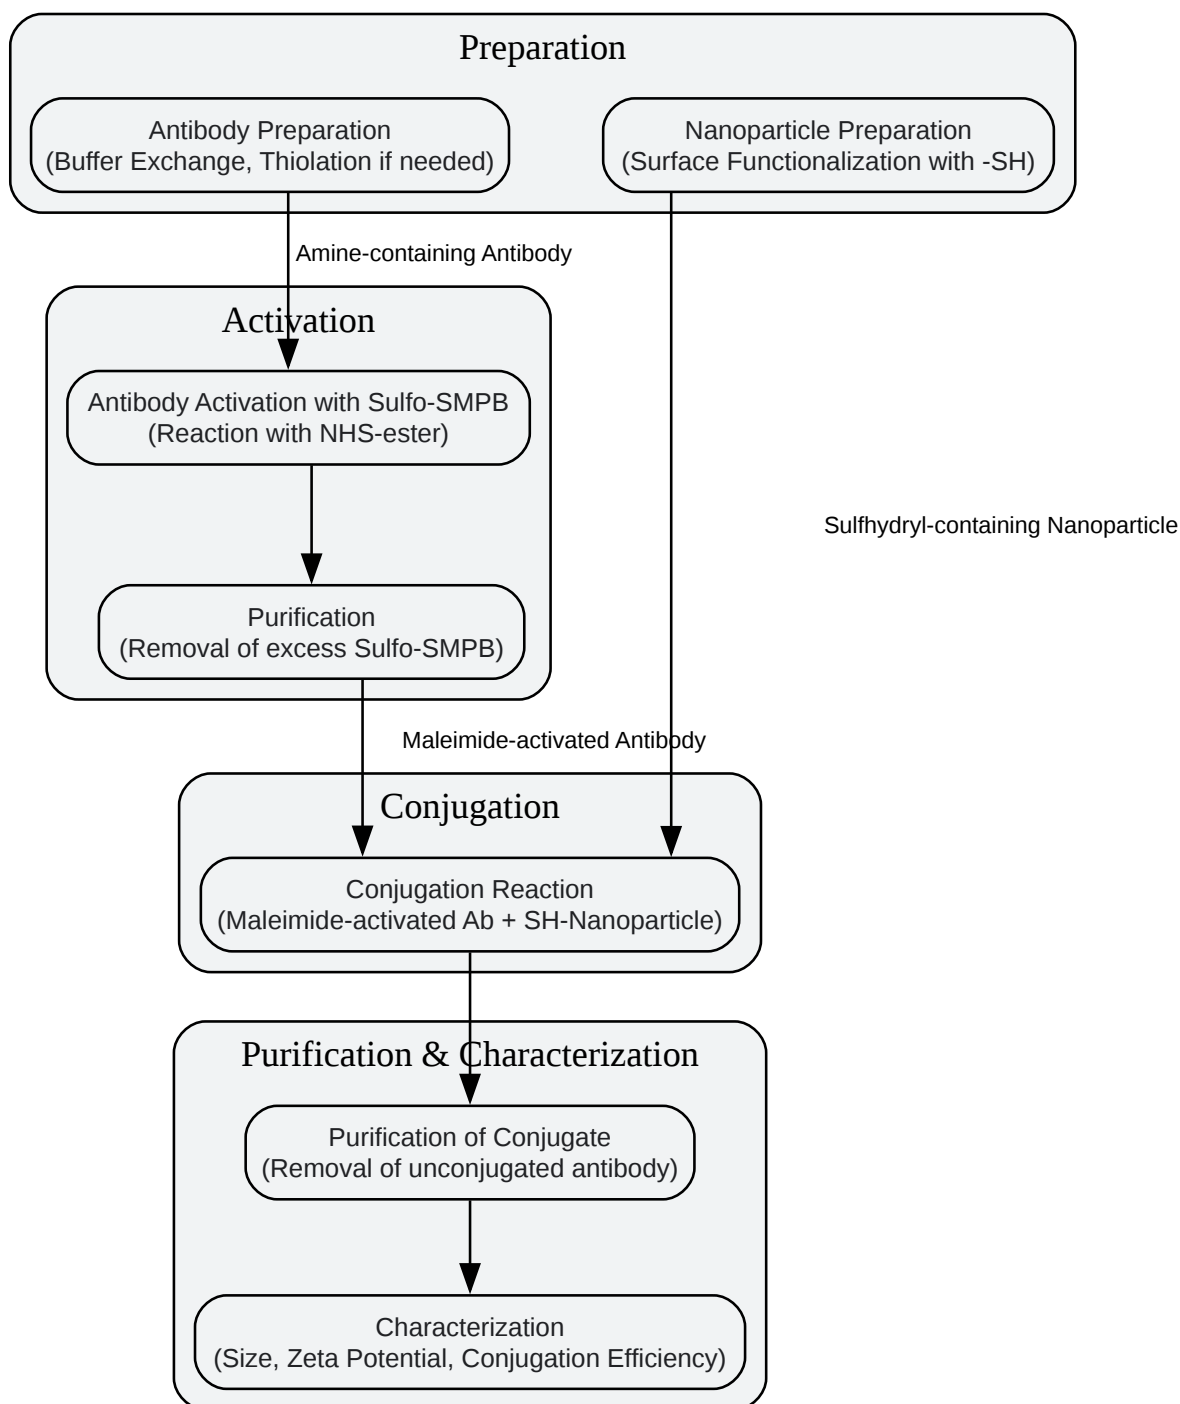 Preparation
Antibody Preparation
(Buffer Exchange, Thiolation if needed)
Nanoparticle Preparation
(Surface Functionalization with -SH)
Amine-containing Antibody
Activation
Antibody Activation with Sulfo-SMPB
(Reaction with NHS-ester)
Sulfhydryl-containing Nanoparticle
Purification
(Removal of excess Sulfo-SMPB)
Maleimide-activated Antibody
Conjugation
Conjugation Reaction
(Maleimide-activated Ab + SH-Nanoparticle)
Purification & Characterization
Purification of Conjugate
(Removal of unconjugated antibody)
Characterization
(Size, Zeta Potential, Conjugation Efficiency)